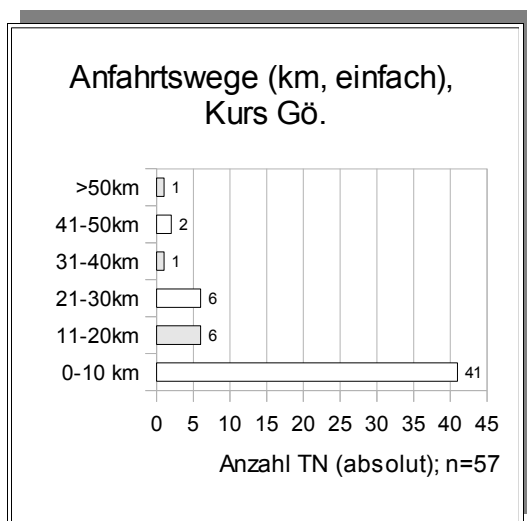 Anfahrtswege (km, einfach),
Kurs Gö.
>50km 1
41-50km 2
31-40km 1
21-30km 6
11-20km 6
0-10 km 41
0 5 10 15 20 25 30 35 40 45
Anzahl TN (absolut); n=57